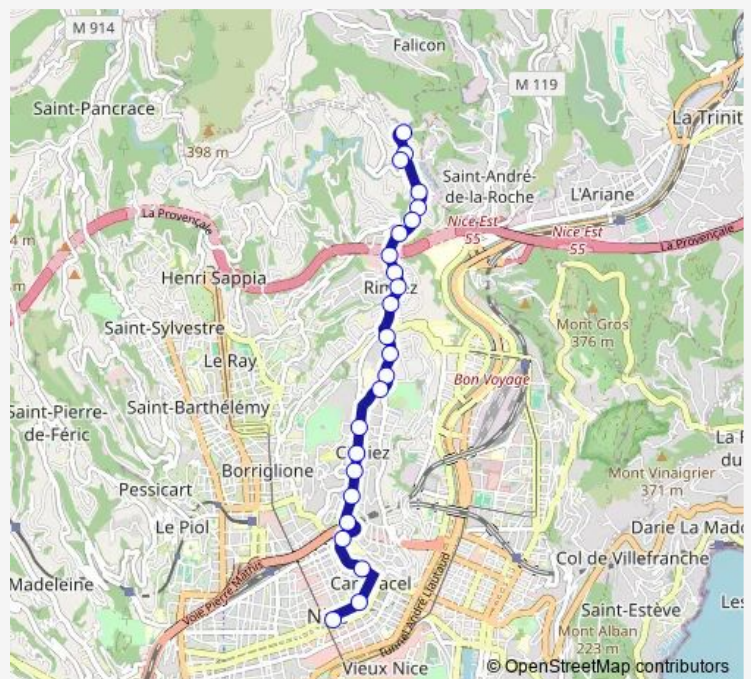 M 914
Falicon
M 119
Saint-Pancrace
La Trinit
398 m
Saint-André-
de-la-Roche
L'Ariane
La Provençale
Nice Est
55
Nice Est
55
La Provençale
4 m
m
Henri Sappia
Saint-Sylvestre
Mont Gros
376 m
Le Ray
Bon Voyage
Saint-Pierre-
de-Féric
Saint-Barthélémy
La
du
Borriglione
Mont Vinaigrier
371 m
Pessicart
Le Piol
Darie La Mado
Col de Villefranche
Madeleine
Voie Pierre Mathis
Tunnel André Liautaud
Les
Saint-Estève
Mont Alban
223 m
N
Vieux Nice
© OpenStreetMap contributors